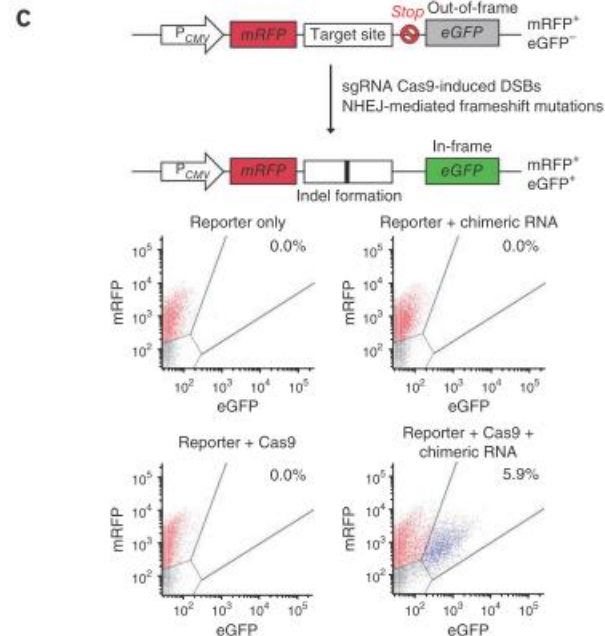 c
Stop Out-of-frame
P CMV mRFP Target site eGFP mRFP+
eGFP−
sgRNA Cas9-induced DSBs
NHEJ-mediated frameshift mutations
In-frame
P CMV mRFP eGFP mRFP+
eGFP+
Indel formation
Reporter only
0.0%
mRFP
10^5
10^4
10^3
10^2
10^2 10^3 10^4 10^5
eGFP
Reporter + chimeric RNA
0.0%
mRFP
10^5
10^4
10^3
10^2
10^2 10^3 10^4 10^5
eGFP
Reporter + Cas9
0.0%
mRFP
10^5
10^4
10^3
10^2
10^2 10^3 10^4 10^5
eGFP
Reporter + Cas9 +
chimeric RNA
5.9%
mRFP
10^5
10^4
10^3
10^2
10^2 10^3 10^4 10^5
eGFP